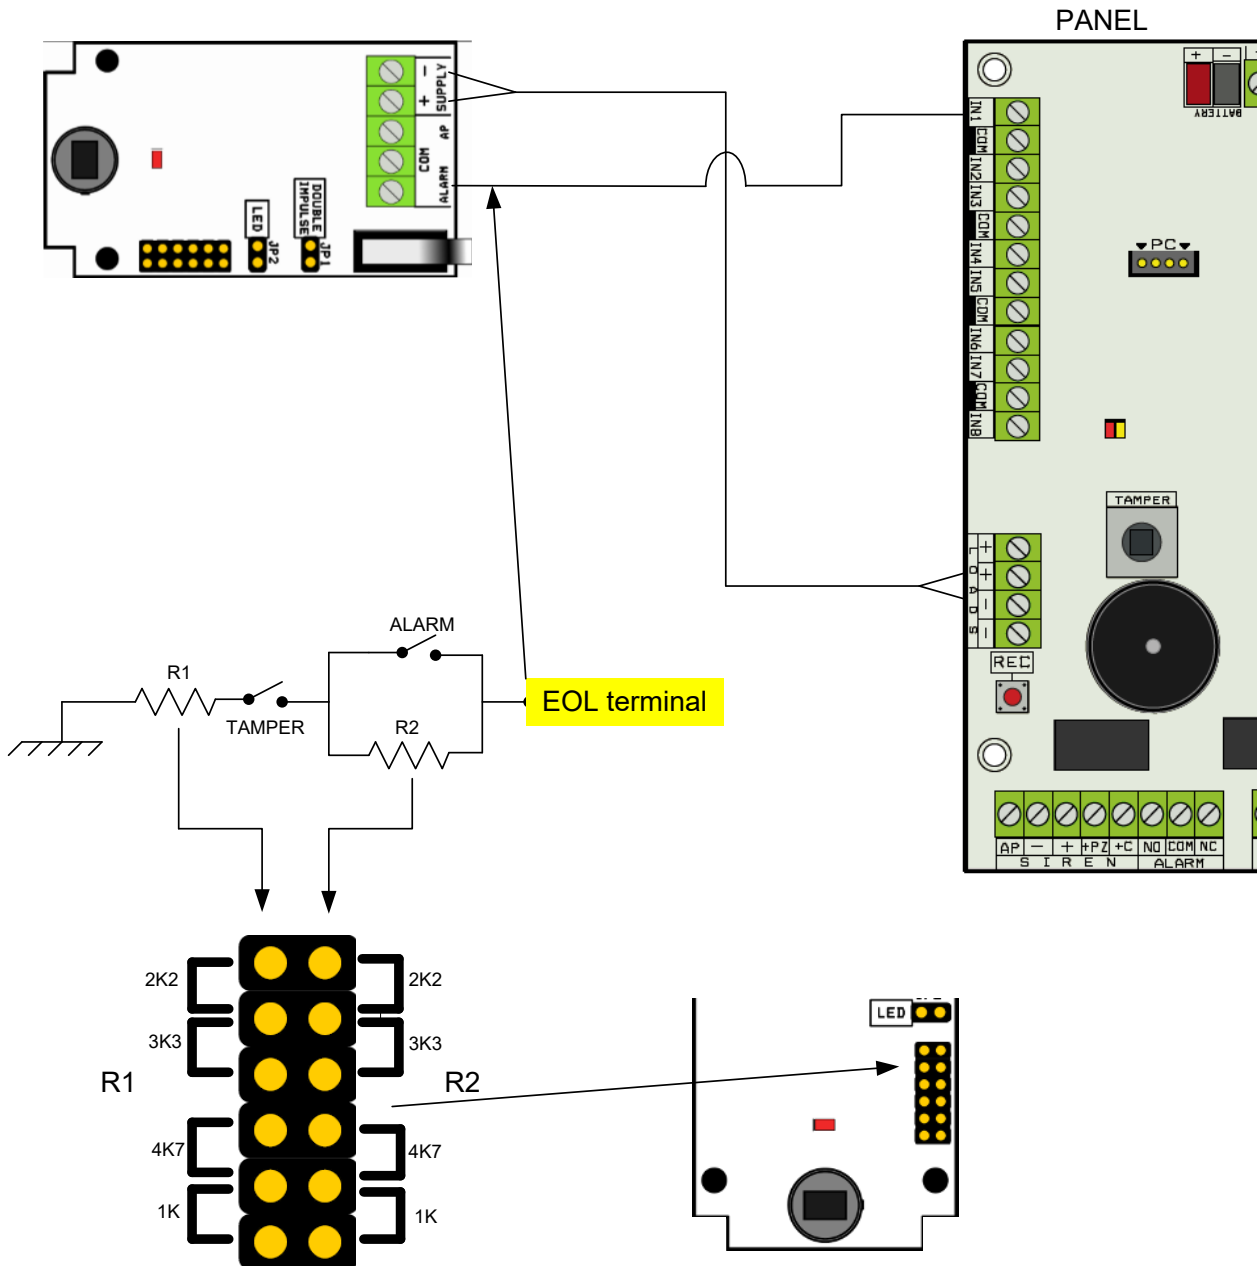 PANEL
+ -
BATTERY
- + SUPPLY
AP
COM
ALARM
LED
JP2
DOUBLE
IMPULSE
JP1
IN1
COM
IN2
IN3
COM
IN4
IN5
COM
IN6
IN7
COM
IN8
PC
TAMPER
+ + - -
LOADS
REC
AP - + +PZ +C NO COM NC
SIREN ALARM
ALARM
R1
TAMPER
R2
EOL terminal
2K2 2K2
3K3 3K3
R1 R2
4K7 4K7
1K 1K
LED